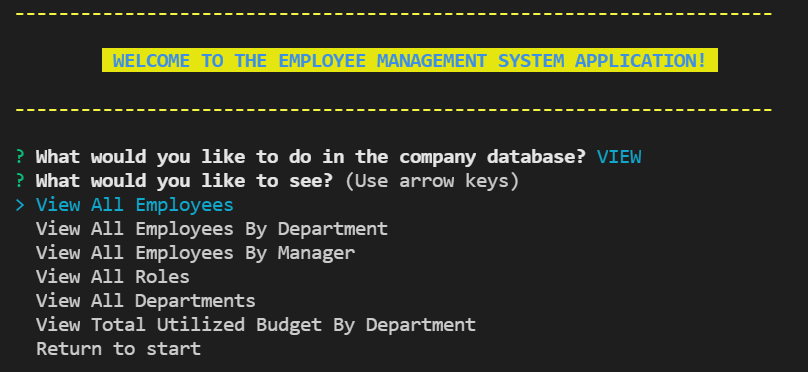 ---------------------------------------------------------------------
WELCOME TO THE EMPLOYEE MANAGEMENT SYSTEM APPLICATION!
---------------------------------------------------------------------
? What would you like to do in the company database? VIEW
? What would you like to see? (Use arrow keys)
> View All Employees
View All Employees By Department
View All Employees By Manager
View All Roles
View All Departments
View Total Utilized Budget By Department
Return to start